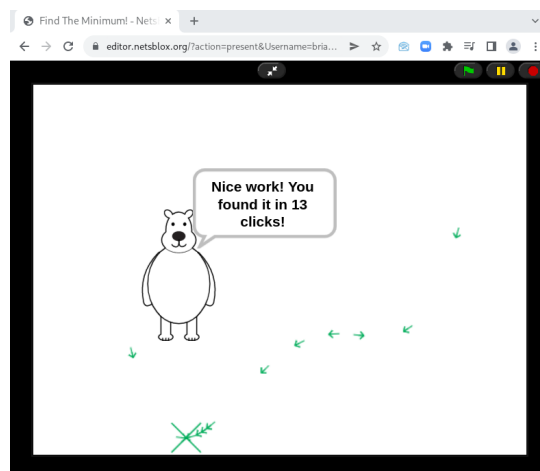 Find The Minimum! - Nets
editor.netsblox.org/?action=present&Username=bria...
Nice work! You
found it in 13
clicks!